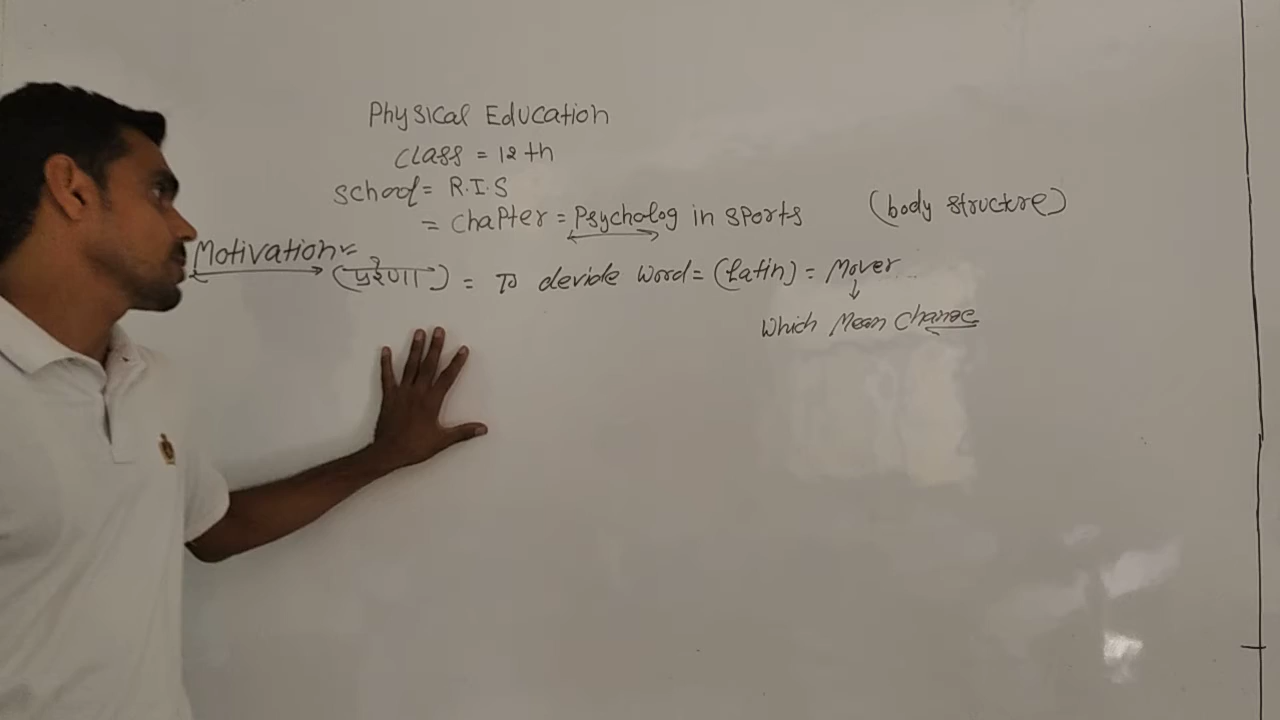 Physical Education
Class = 12th
School = R.I.S
= Chapter = Psycholog in sports (body structure)
Motivation =
(प्रेरणा) = To devide word = (Latin) = Mover
↓
which Mean Change